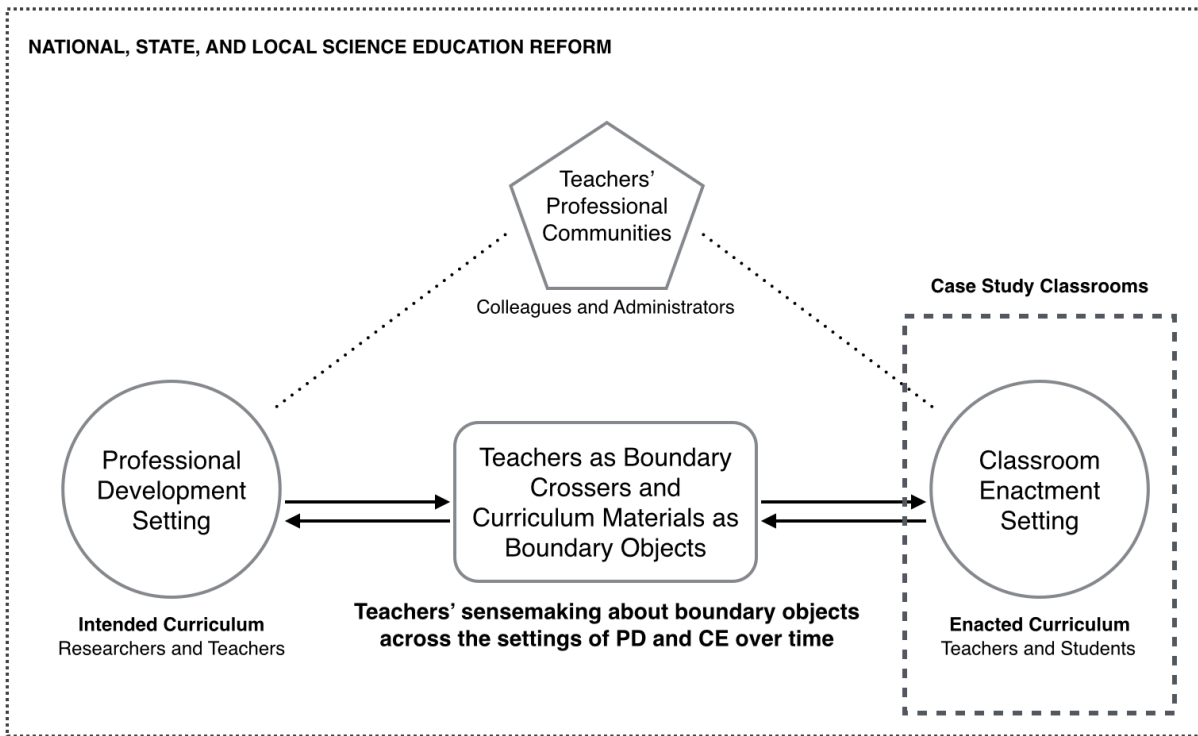 NATIONAL, STATE, AND LOCAL SCIENCE EDUCATION REFORM
Teachers’
Professional
Communities
Colleagues and Administrators
Case Study Classrooms
Professional
Development
Setting
Intended Curriculum
Researchers and Teachers
Teachers as Boundary
Crossers and
Curriculum Materials as
Boundary Objects
Teachers’ sensemaking about boundary objects
across the settings of PD and CE over time
Classroom
Enactment
Setting
Enacted Curriculum
Teachers and Students